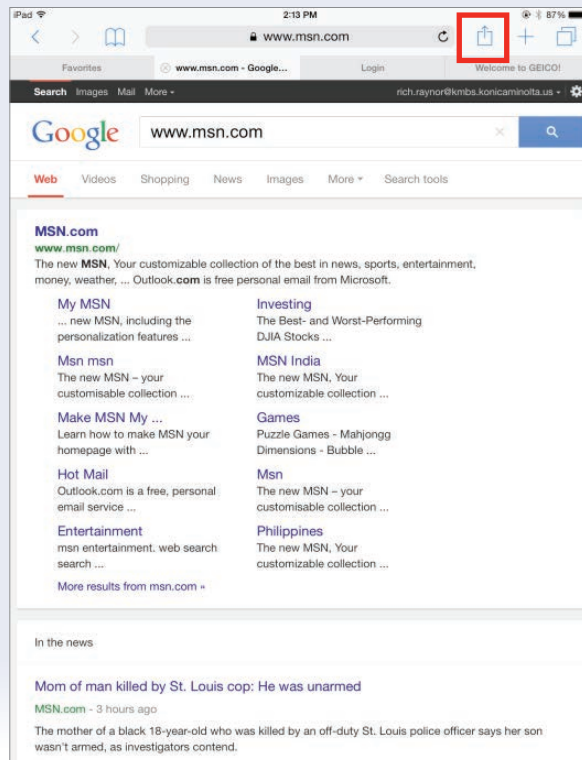 iPad 2:13 PM 87%
www.msn.com
Favorites www.msn.com - Google... Login Welcome to GEICO!
Search Images Mail More rich.raynor@kmbs.konicaminolta.us
Google www.msn.com
Web Videos Shopping News Images More Search tools
MSN.com
www.msn.com/
The new MSN, Your customizable collection of the best in news, sports, entertainment,
money, weather, ... Outlook.com is free personal email from Microsoft.
My MSN
... new MSN, including the
personalization features ...
Investing
The Best- and Worst-Performing
DJIA Stocks ...
Msn msn
The new MSN – your
customisable collection ...
MSN India
The new MSN, Your
customizable collection ...
Make MSN My ...
Learn how to make MSN your
homepage with ...
Games
Puzzle Games - Mahjongg
Dimensions - Bubble ...
Hot Mail
Outlook.com is a free, personal
email service ...
Msn
The new MSN – your
customisable collection ...
Entertainment
msn entertainment. web search
search ...
Philippines
The new MSN, Your
customizable collection ...
More results from msn.com »
In the news
Mom of man killed by St. Louis cop: He was unarmed
MSN.com - 3 hours ago
The mother of a black 18-year-old who was killed by an off-duty St. Louis police officer says her son
wasn't armed, as investigators contend.